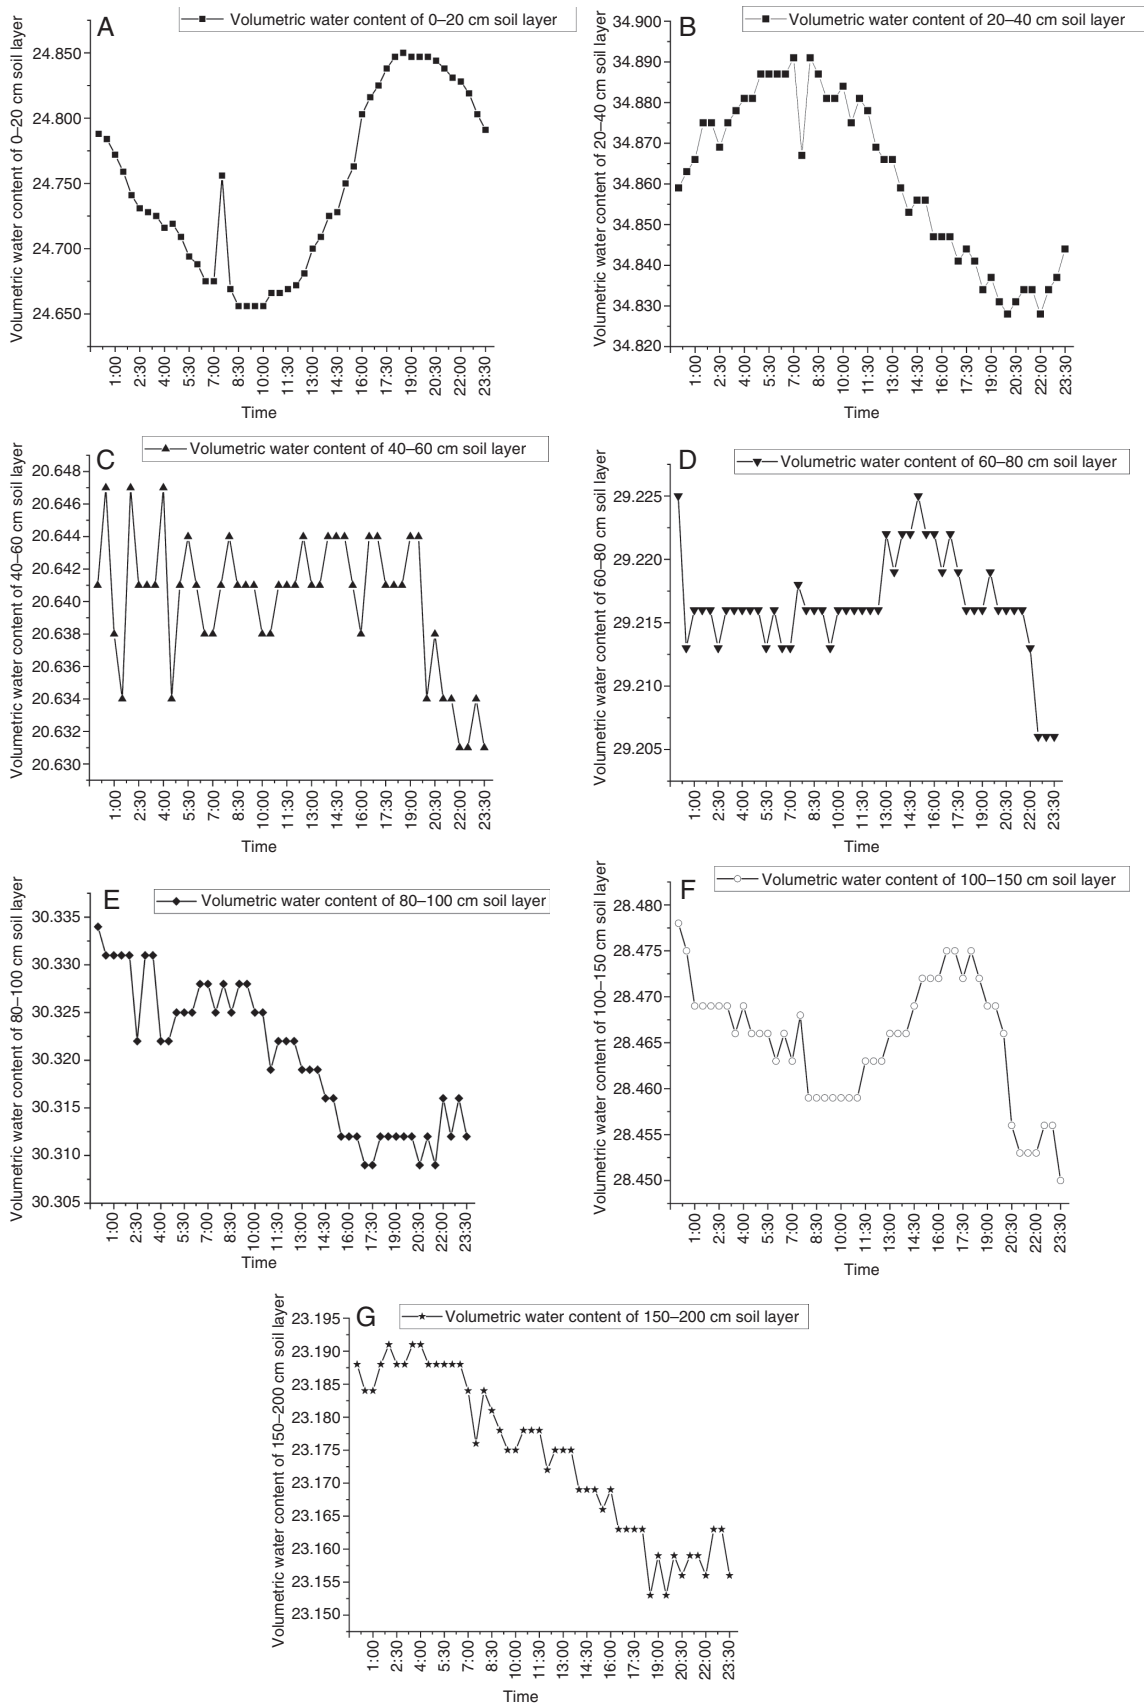 A
Volumetric water content of 0–20 cm soil layer
Volumetric water content of 0–20 cm soil layer
24.850
24.800
24.750
24.700
24.650
1:00 2:30 4:00 5:30 7:00 8:30 10:00 11:30 13:00 14:30 16:00 17:30 19:00 20:30 22:00 23:30
Time
B
Volumetric water content of 20–40 cm soil layer
Volumetric water content of 20–40 cm soil layer
34.900
34.890
34.880
34.870
34.860
34.850
34.840
34.830
34.820
1:00 2:30 4:00 5:30 7:00 8:30 10:00 11:30 13:00 14:30 16:00 17:30 19:00 20:30 22:00 23:30
Time
C
Volumetric water content of 40–60 cm soil layer
Volumetric water content of 40–60 cm soil layer
20.648
20.646
20.644
20.642
20.640
20.638
20.636
20.634
20.632
20.630
1:00 2:30 4:00 5:30 7:00 8:30 10:00 11:30 13:00 14:30 16:00 17:30 19:00 20:30 22:00 23:30
Time
D
Volumetric water content of 60–80 cm soil layer
Volumetric water content of 60–80 cm soil layer
29.225
29.220
29.215
29.210
29.205
1:00 2:30 4:00 5:30 7:00 8:30 10:00 11:30 13:00 14:30 16:00 17:30 19:00 20:30 22:00 23:30
Time
E
Volumetric water content of 80–100 cm soil layer
Volumetric water content of 80–100 cm soil layer
30.335
30.330
30.325
30.320
30.315
30.310
30.305
1:00 2:30 4:00 5:30 7:00 8:30 10:00 11:30 13:00 14:30 16:00 17:30 19:00 20:30 22:00 23:30
Time
F
Volumetric water content of 100–150 cm soil layer
Volumetric water content of 100–150 cm soil layer
28.480
28.475
28.470
28.465
28.460
28.455
28.450
1:00 2:30 4:00 5:30 7:00 8:30 10:00 11:30 13:00 14:30 16:00 17:30 19:00 20:30 22:00 23:30
Time
G
Volumetric water content of 150–200 cm soil layer
Volumetric water content of 150–200 cm soil layer
23.195
23.190
23.185
23.180
23.175
23.170
23.165
23.160
23.155
23.150
1:00 2:30 4:00 5:30 7:00 8:30 10:00 11:30 13:00 14:30 16:00 17:30 19:00 20:30 22:00 23:30
Time